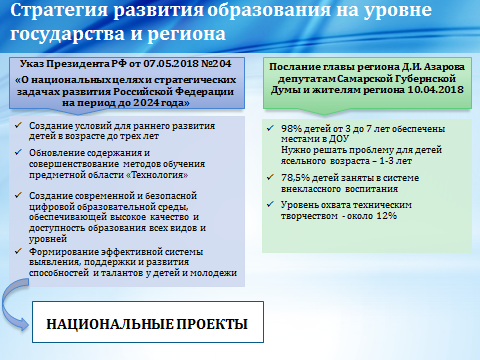 Стратегия развития образования на уровне
государства и региона
Указ Президента РФ от 07.05.2018 №204
«О национальных целях и стратегических
задачах развития Российской Федерации
на период до 2024 года»
Создание условий для раннего развития
детей в возрасте до трех лет
Обновление содержания и
совершенствование методов обучения
предметной области «Технология»
Создание современной и безопасной
цифровой образовательной среды,
обеспечивающей высокое качество и
доступность образования всех видов и
уровней
Формирование эффективной системы
выявления, поддержки и развития
способностей и талантов у детей и молодежи
НАЦИОНАЛЬНЫЕ ПРОЕКТЫ
Послание главы региона Д.И. Азарова
депутатам Самарской Губернской
Думы и жителям региона 10.04.2018
98% детей от 3 до 7 лет обеспечены
местами в ДОУ
Нужно решать проблему для детей
ясельного возраста – 1-3 лет
78,5% детей заняты в системе
внеклассного воспитания
Уровень охвата техническим
творчеством - около 12%